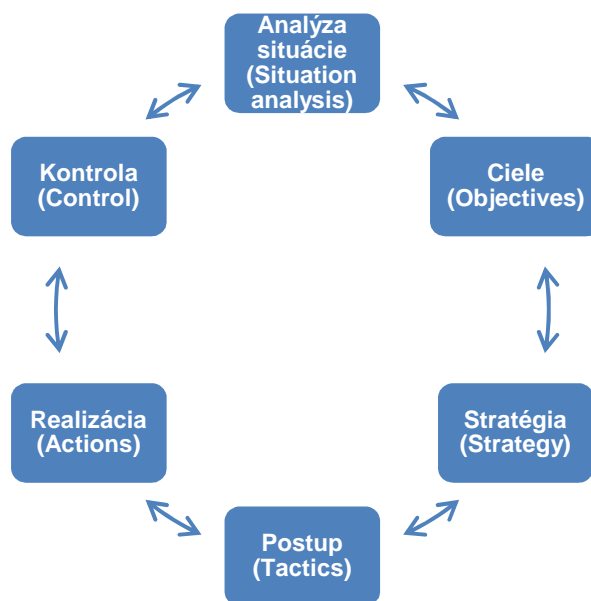 Analýza
situácie
(Situation
analysis)
Ciele
(Objectives)
Stratégia
(Strategy)
Postup
(Tactics)
Realizácia
(Actions)
Kontrola
(Control)